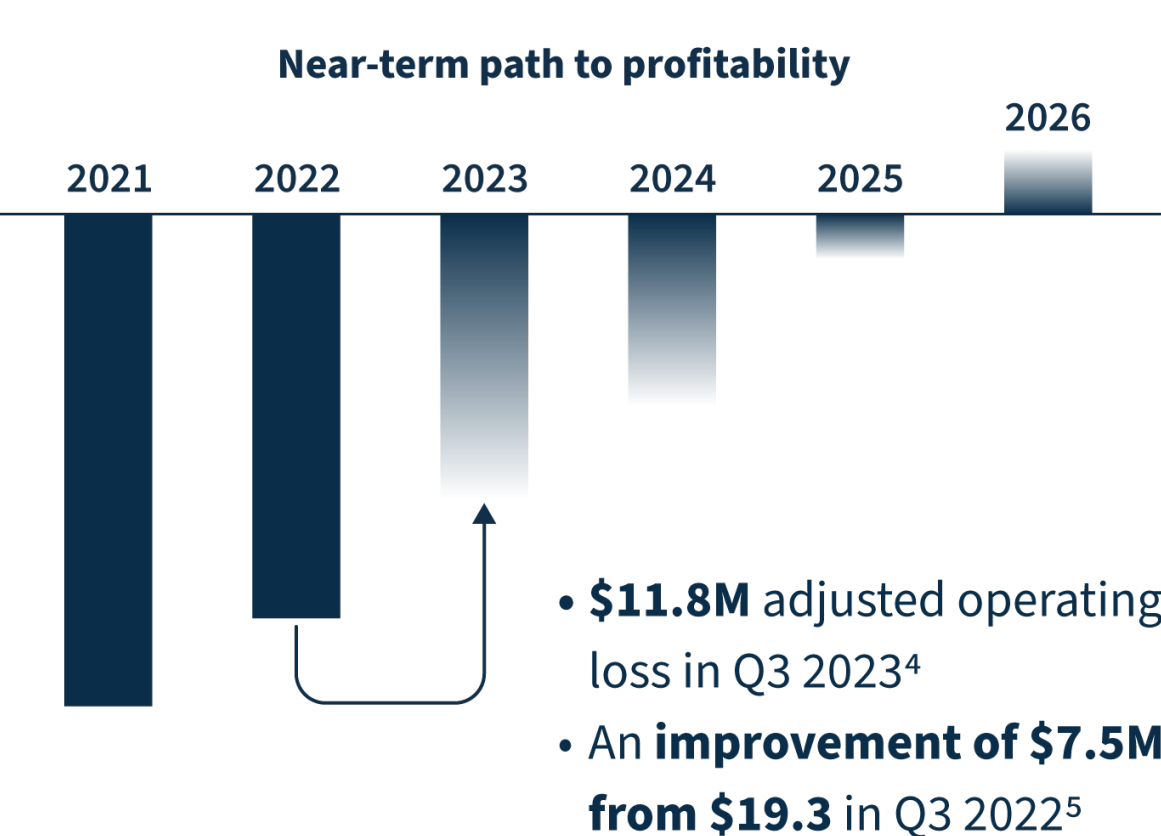 Near-term path to profitability
2026
2021 2022 2023 2024 2025
• $11.8M adjusted operating
loss in Q3 2023⁴
• An improvement of $7.5M
from $19.3 in Q3 2022⁵